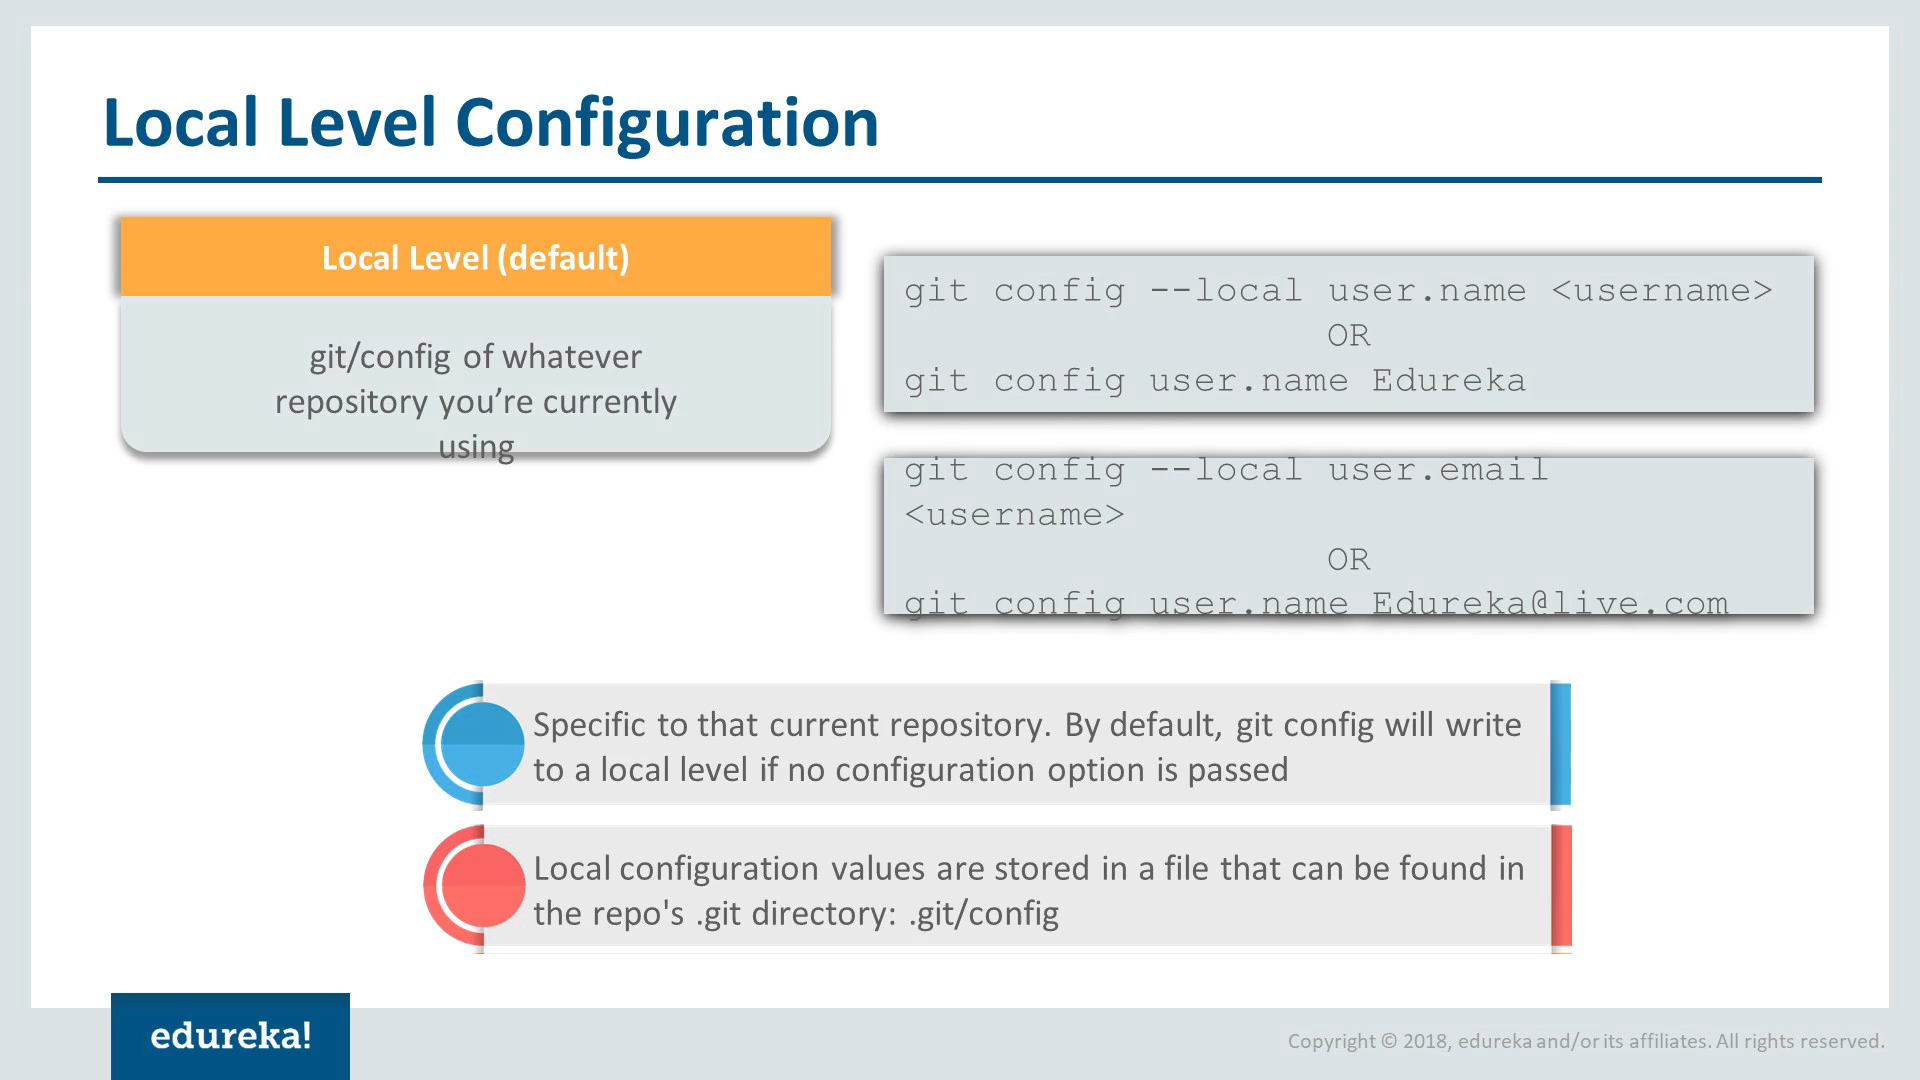 Local Level Configuration
Local Level (default)
git/config of whatever
repository you’re currently
using
git config --local user.name <username>
OR
git config user.name Edureka
git config --local user.email
<username>
OR
git config user.name Edureka@live.com
Specific to that current repository. By default, git config will write
to a local level if no configuration option is passed
Local configuration values are stored in a file that can be found in
the repo's .git directory: .git/config
edureka!
Copyright © 2018, edureka and/or its affiliates. All rights reserved.